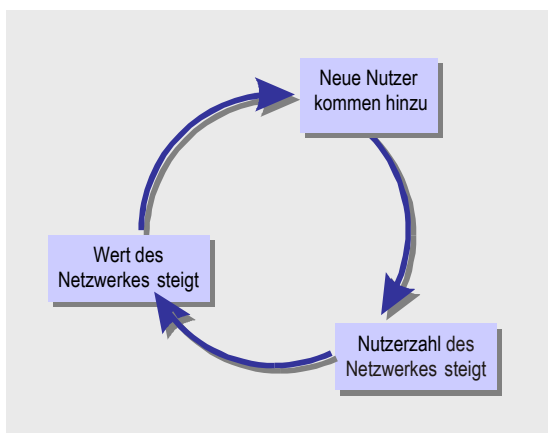 Neue Nutzer
kommen hinzu
Wert des
Netzwerkes steigt
Nutzerzahl des
Netzwerkes steigt